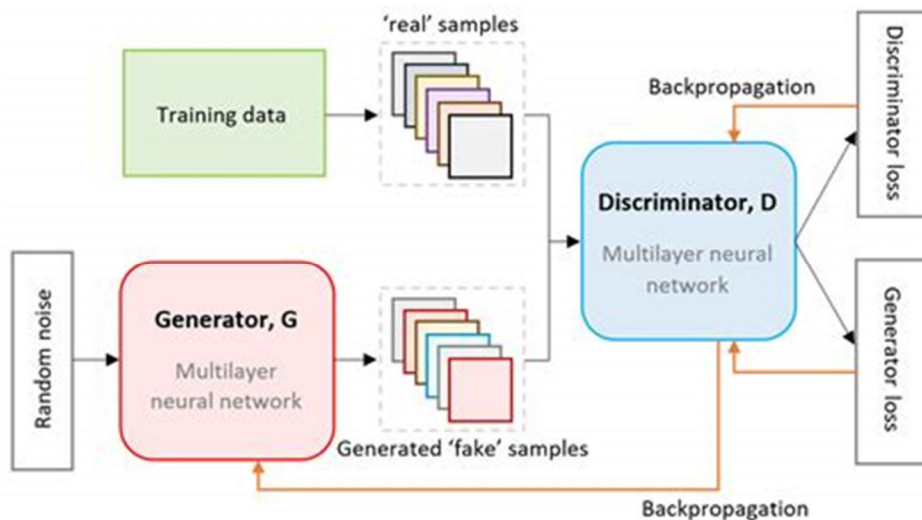 'real' samples
Training data
Backpropagation
Discriminator loss
Discriminator, D
Multilayer neural
network
Random noise
Generator, G
Multilayer
neural network
Generator loss
Generated 'fake' samples
Backpropagation